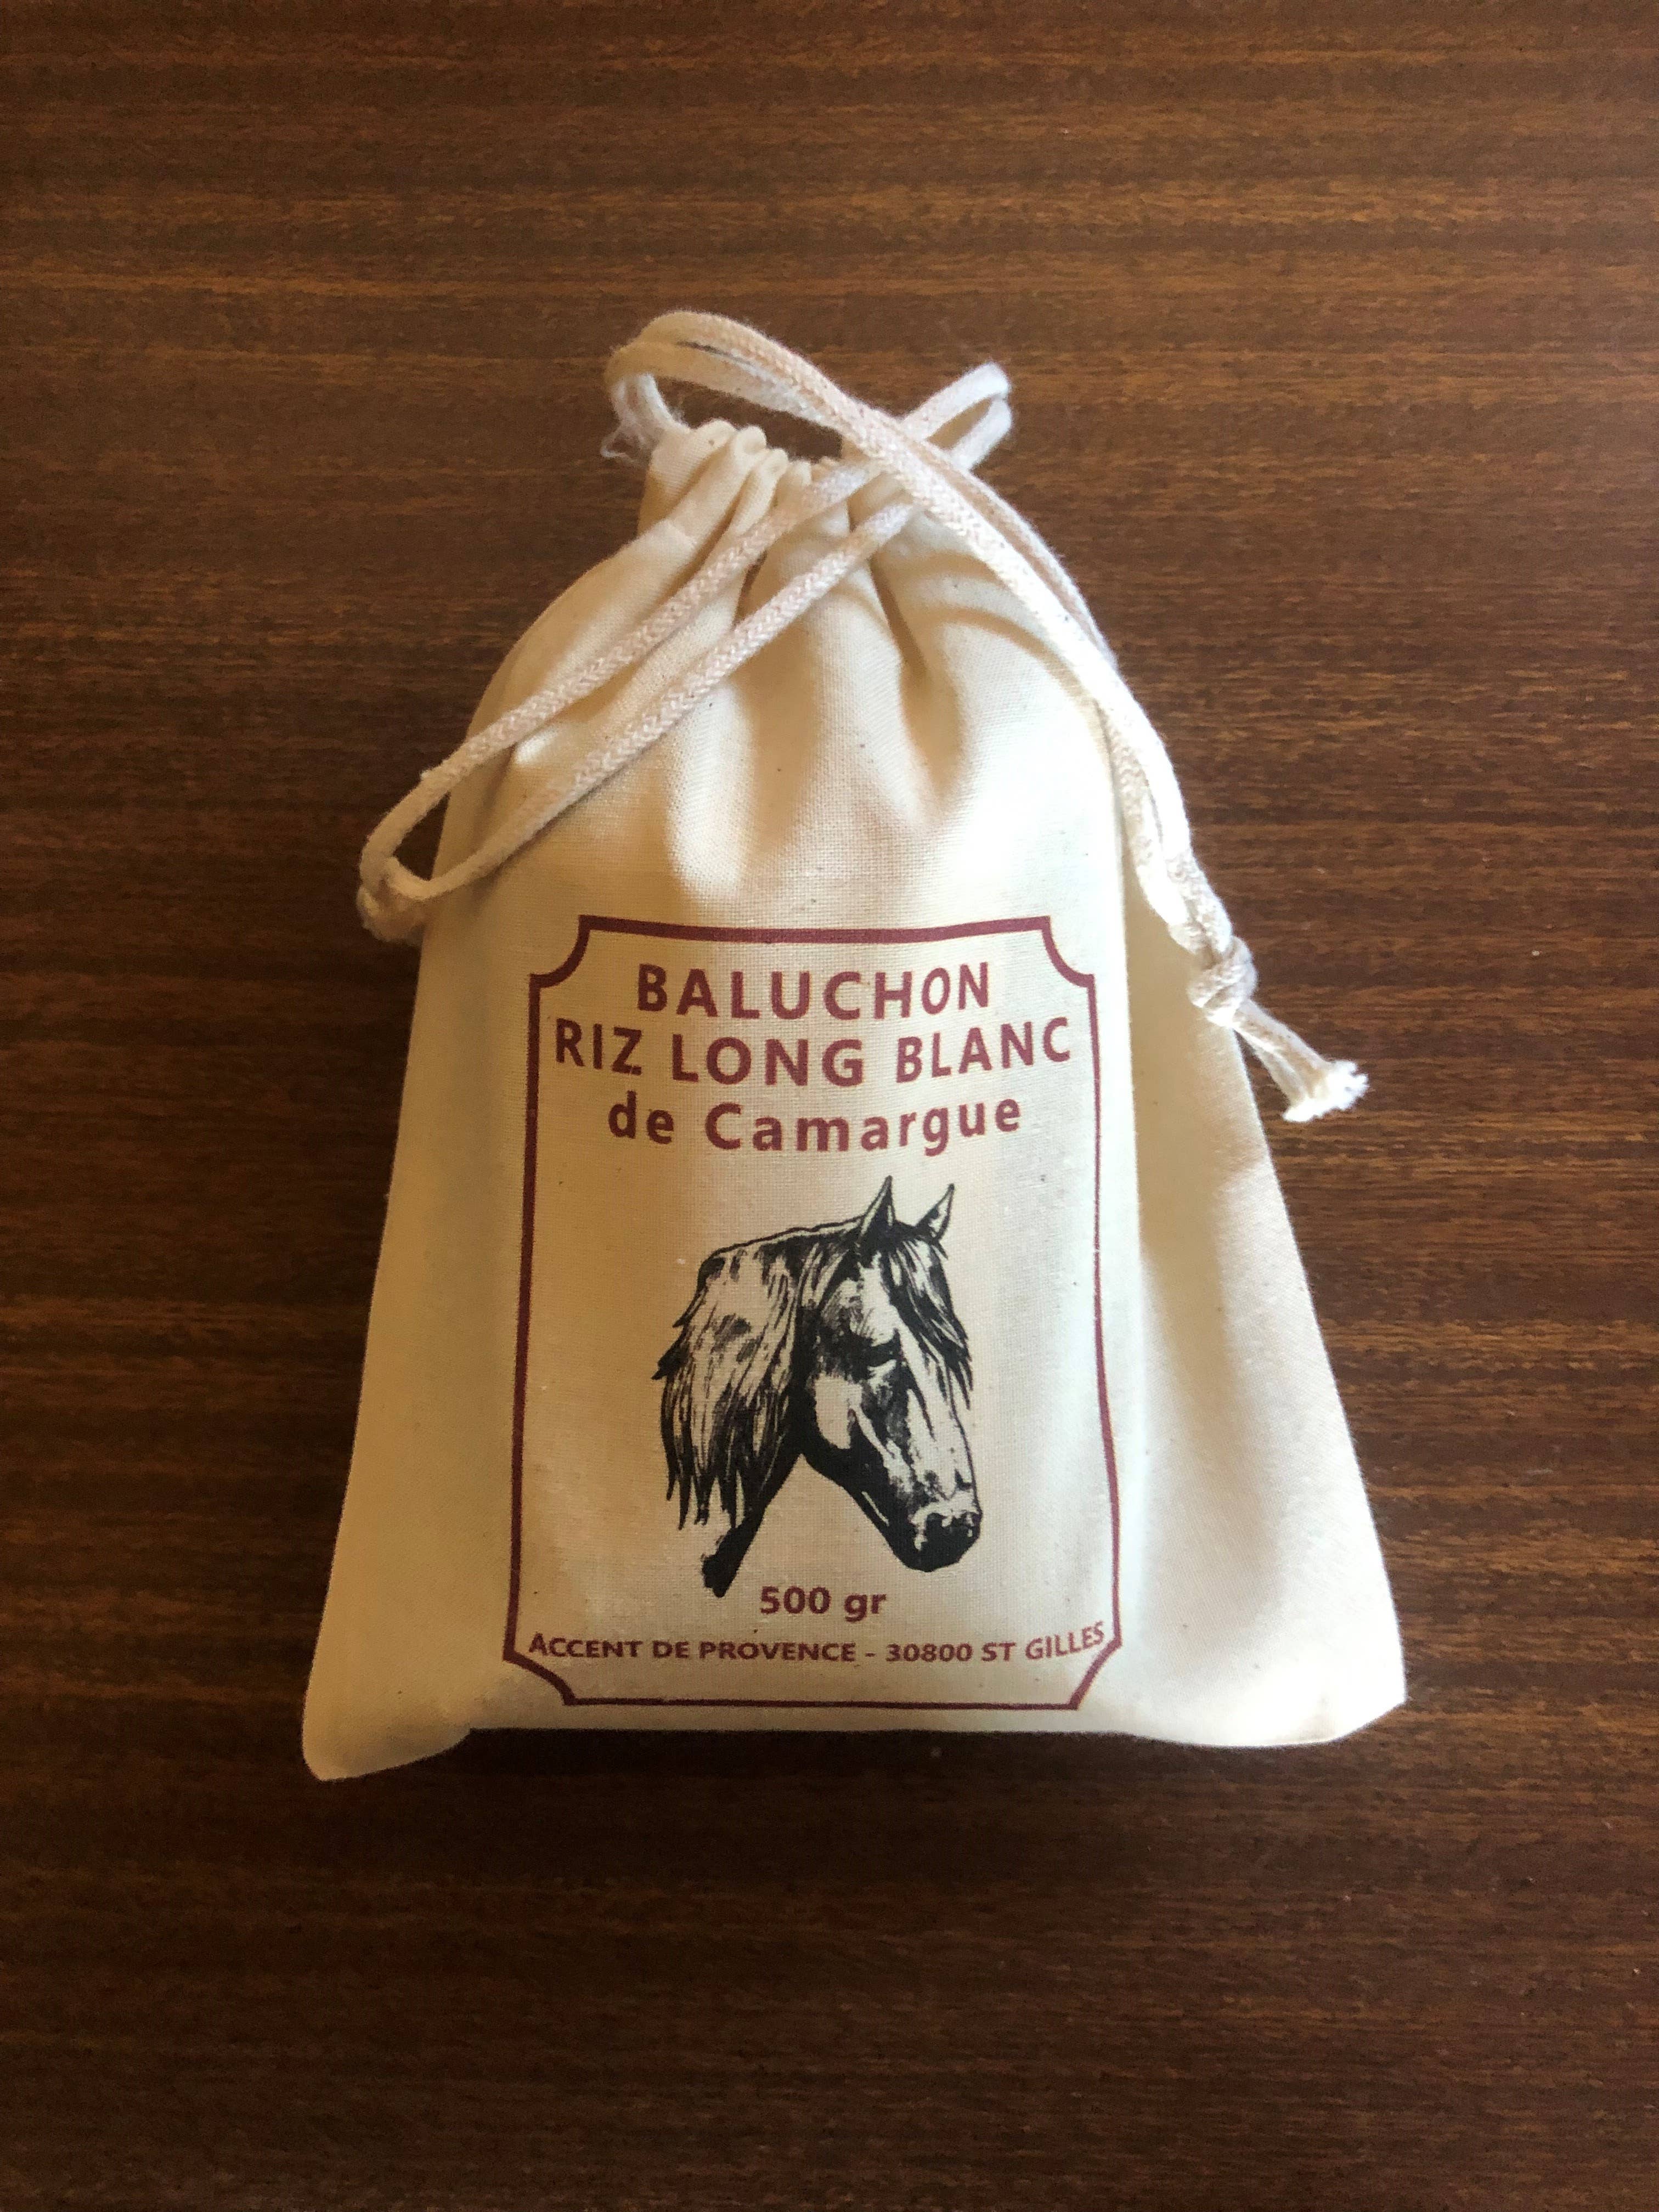 BALUCHON
RIZ LONG BLANC
de Camargue
500 gr
ACCENT DE PROVENCE - 30800 ST GILLES